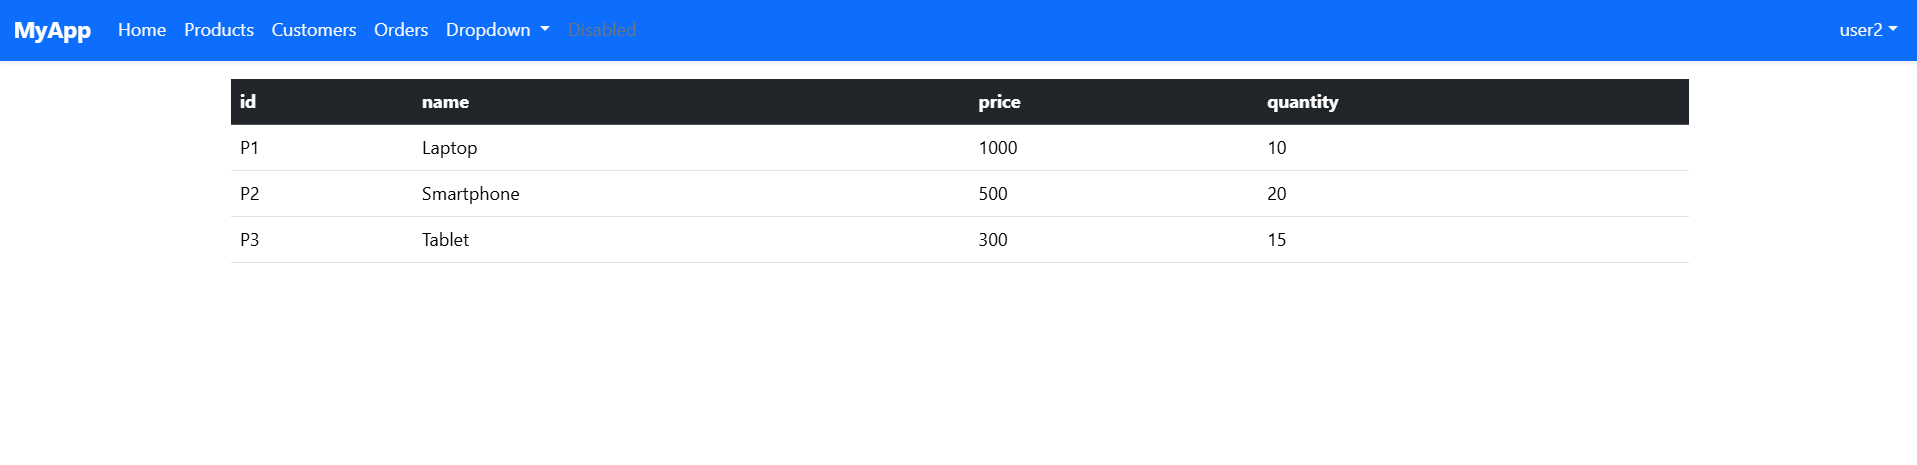 MyApp Home Products Customers Orders Dropdown Disabled user2
id name price quantity
P1 Laptop 1000 10
P2 Smartphone 500 20
P3 Tablet 300 15